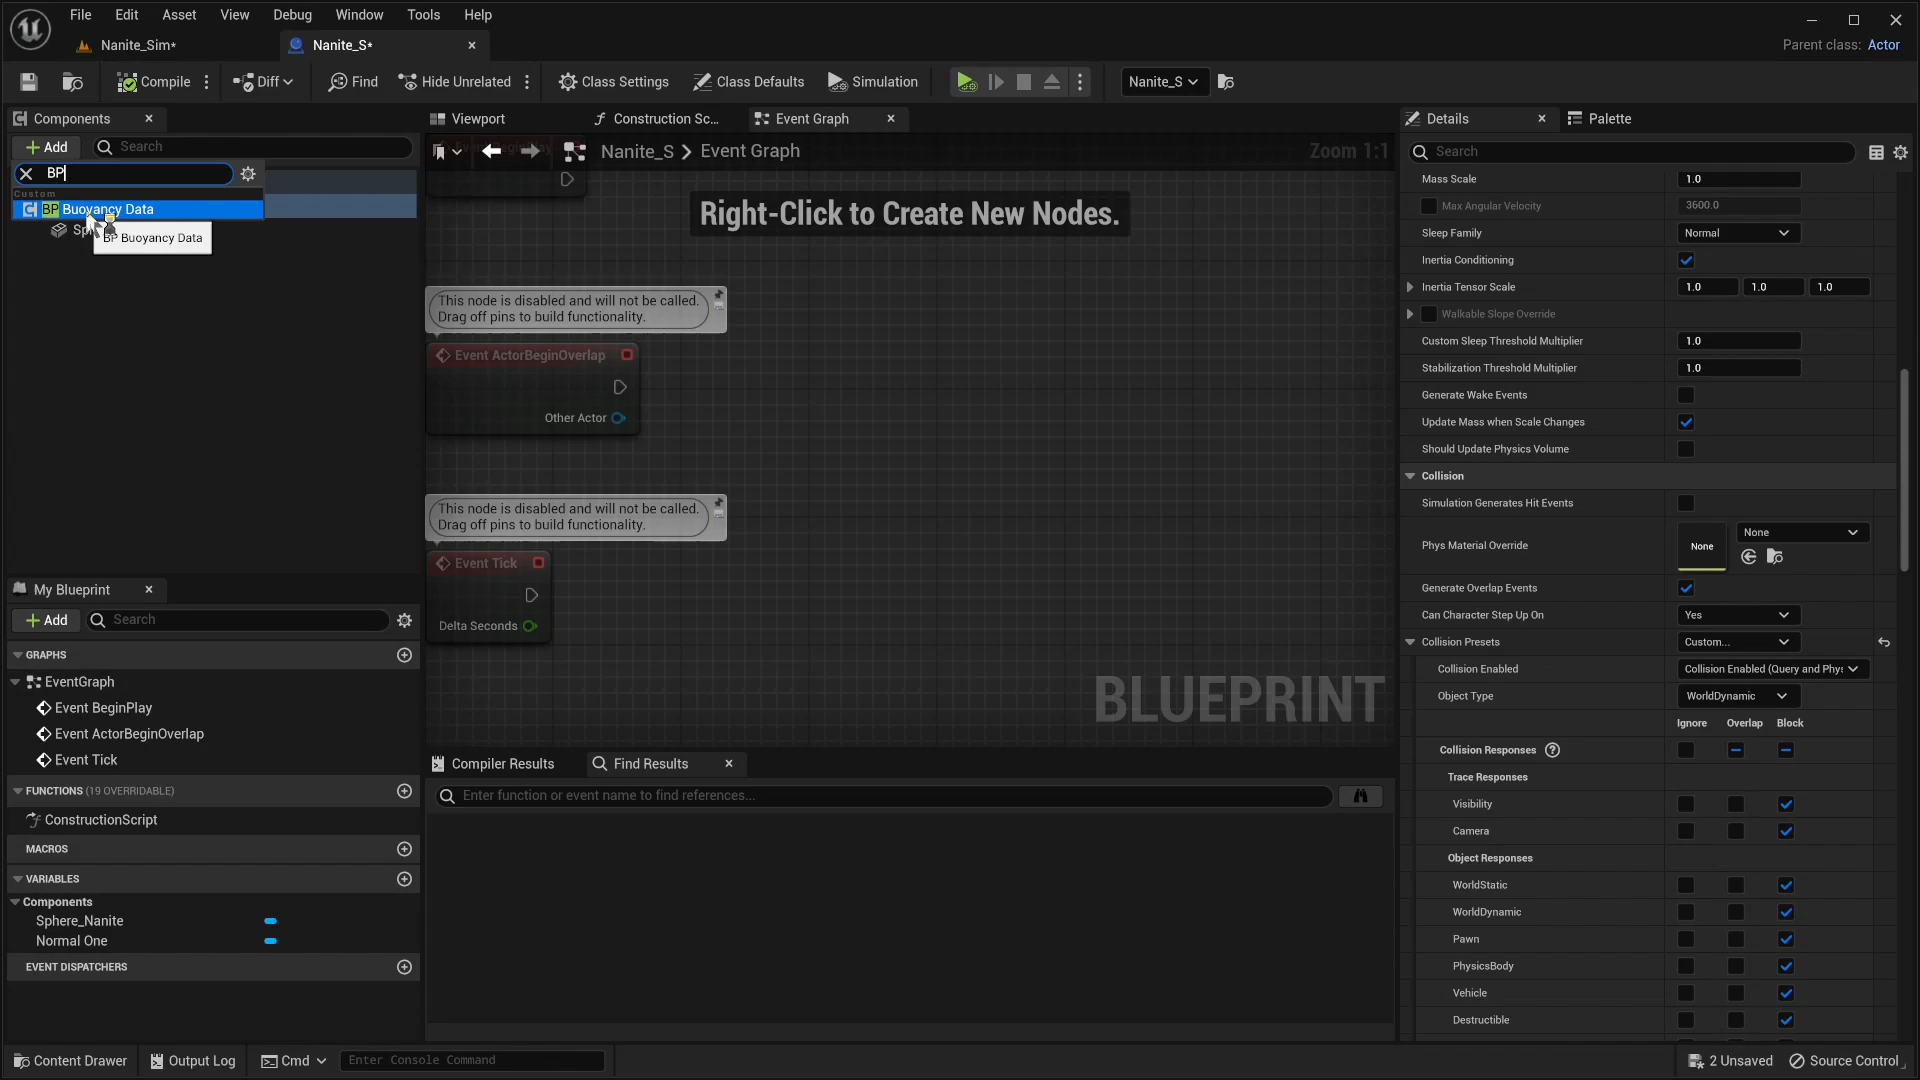 File Edit Asset View Debug Window Tools Help
Nanite_Sim* Nanite_S*
Parent class: Actor
Compile Diff Find Hide Unrelated Class Settings Class Defaults Simulation Nanite_S
Components
Add Search
BP
Custom
BP Buoyancy Data
BP Buoyancy Data
Viewport Construction Sc... Event Graph
Nanite_S Event Graph
Zoom 1:1
Right-Click to Create New Nodes.
This node is disabled and will not be called.
Drag off pins to build functionality.
Event ActorBeginOverlap
Other Actor
This node is disabled and will not be called.
Drag off pins to build functionality.
Event Tick
Delta Seconds
BLUEPRINT
Compiler Results Find Results
Enter function or event name to find references...
My Blueprint
Add Search
GRAPHS
EventGraph
Event BeginPlay
Event ActorBeginOverlap
Event Tick
FUNCTIONS (19 OVERRIDABLE)
ConstructionScript
MACROS
VARIABLES
Components
Sphere_Nanite
Normal One
EVENT DISPATCHERS
Details Palette
Search
Mass Scale 1.0
Max Angular Velocity 3600.0
Sleep Family Normal
Inertia Conditioning
Inertia Tensor Scale 1.0 1.0 1.0
Walkable Slope Override
Custom Sleep Threshold Multiplier 1.0
Stabilization Threshold Multiplier 1.0
Generate Wake Events
Update Mass when Scale Changes
Should Update Physics Volume
Collision
Simulation Generates Hit Events
Phys Material Override None None
Generate Overlap Events
Can Character Step Up On Yes
Collision Presets Custom...
Collision Enabled Collision Enabled (Query and Phys
Object Type WorldDynamic
Ignore Overlap Block
Collision Responses
Trace Responses
Visibility
Camera
Object Responses
WorldStatic
WorldDynamic
Pawn
PhysicsBody
Vehicle
Destructible
Content Drawer Output Log Cmd Enter Console Command
2 Unsaved Source Control